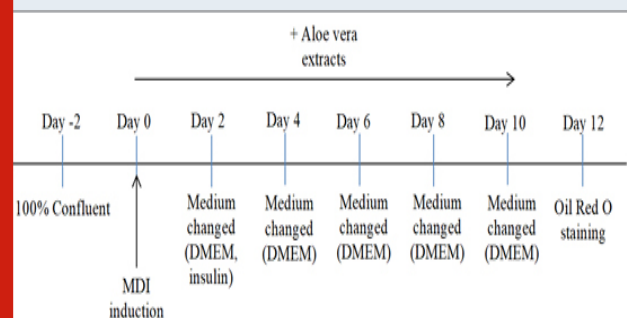 + Aloe vera
extracts
Day -2
Day 0
Day 2
Day 4
Day 6
Day 8
Day 10
Day 12
100% Confluent
MDI
induction
Medium
changed
(DMEM,
insulin)
Medium
changed
(DMEM)
Medium
changed
(DMEM)
Medium
changed
(DMEM)
Medium
changed
(DMEM)
Oil Red O
staining